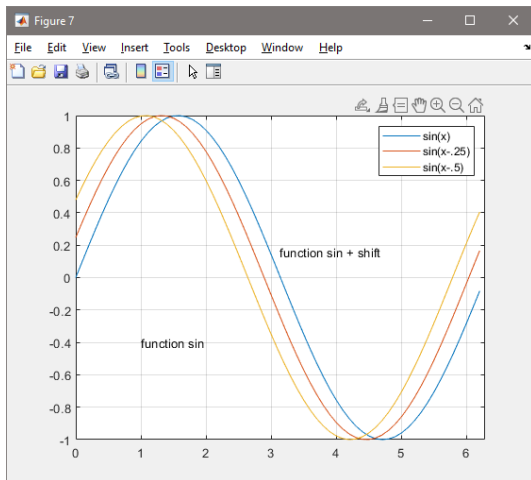 Figure 7
File Edit View Insert Tools Desktop Window Help
1
0.8
0.6
0.4
0.2
0
-0.2
-0.4
-0.6
-0.8
-1
sin(x)
sin(x-.25)
sin(x-.5)
function sin + shift
function sin
0 1 2 3 4 5 6